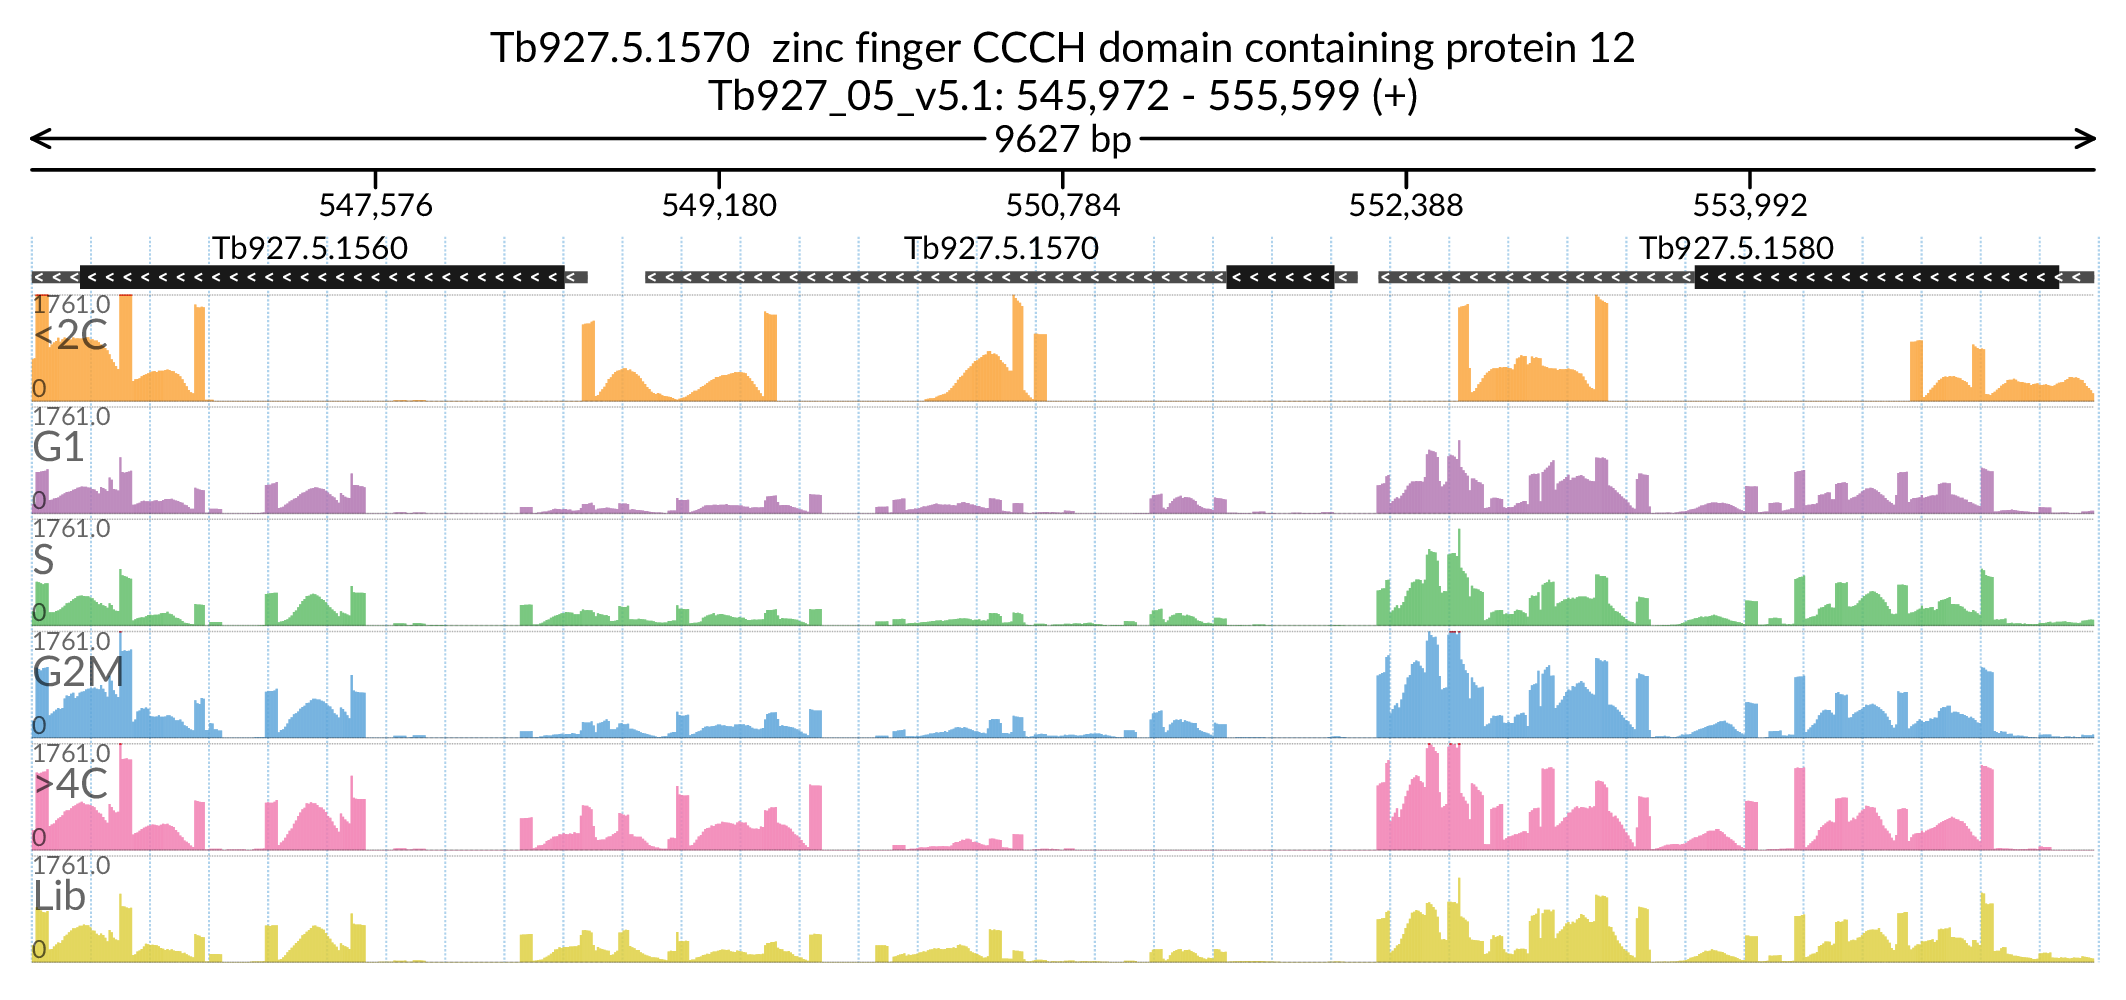 Tb927.5.1570 zinc finger CCCH domain containing protein 12
Tb927_05_v5.1: 545,972 - 555,599 (+)
9627 bp
547,576 549,180 550,784 552,388 553,992
Tb927.5.1560 Tb927.5.1570 Tb927.5.1580
1761.0
<2C
0
1761.0
G1
0
1761.0
S
0
1761.0
G2M
0
1761.0
>4C
0
1761.0
Lib
0